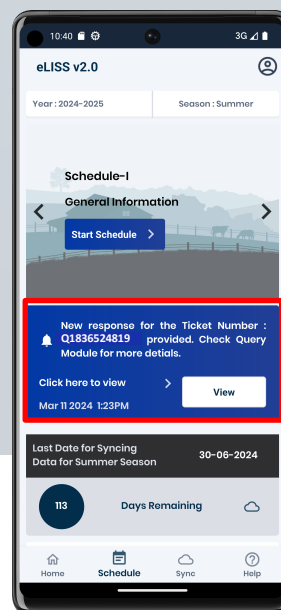 10:40 3G
eLISS v2.0
Year : 2024-2025 Season : Summer
Schedule-I
General Information
Start Schedule >
New response for the Ticket Number :
Q1836524819 provided. Check Query
Module for more detials.
Click here to view > View
Mar 11 2024 1:23PM
Last Date for Syncing
Data for Summer Season 30-06-2024
113 Days Remaining
Home Schedule Sync Help